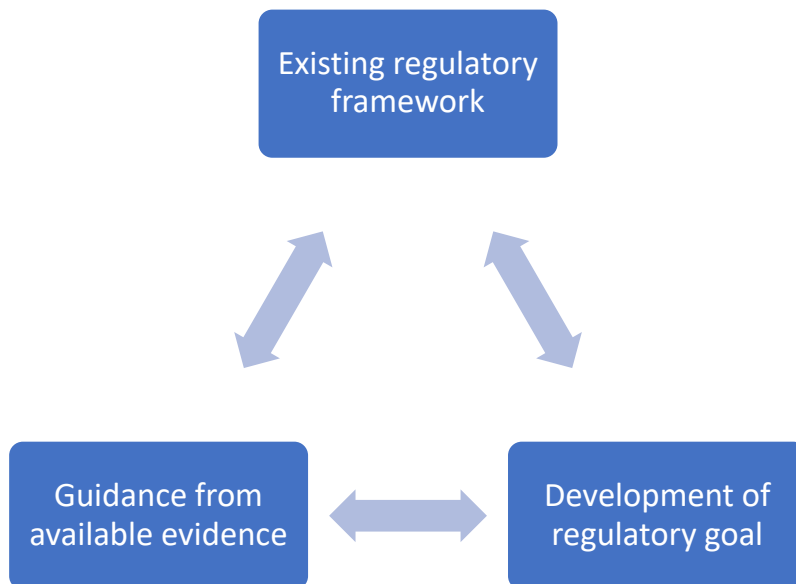 Existing regulatory
framework
Guidance from
available evidence
Development of
regulatory goal